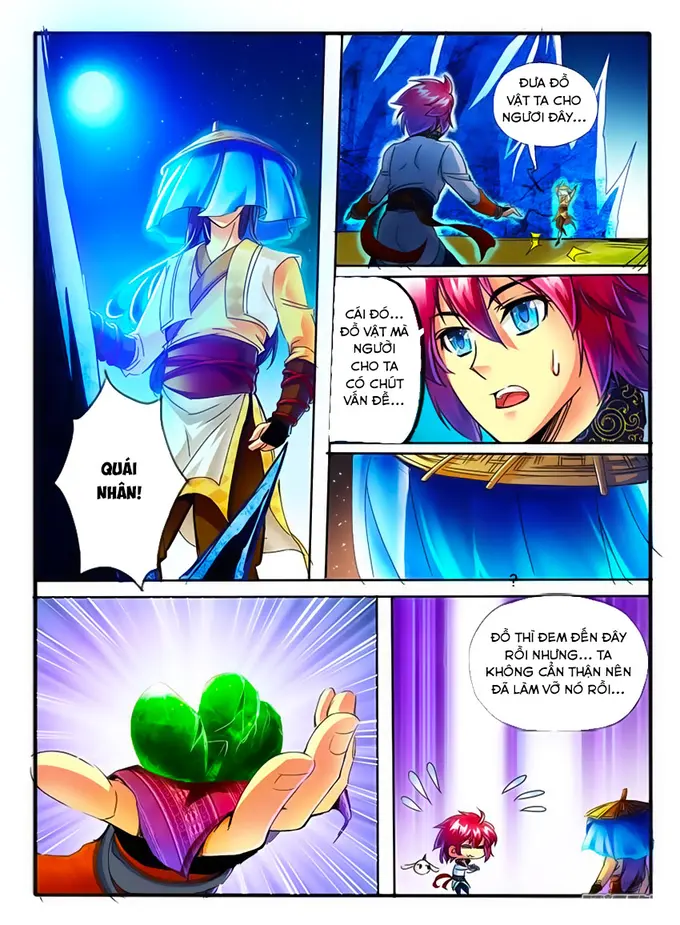 QUÁI
NHÂN!
ĐƯA ĐỒ
VẬT TA CHO
NGƯƠI ĐÂY...
CÁI ĐÓ...
ĐỒ VẬT MÀ
NGƯỜI
CHO TA
CÓ CHÚT
VẤN ĐỀ...
?
ĐỒ THÌ ĐEM ĐẾN ĐÂY
RỒI NHƯNG... TA
KHÔNG CẨN THẬN NÊN
ĐÃ LÀM VỠ NÓ RỒI...